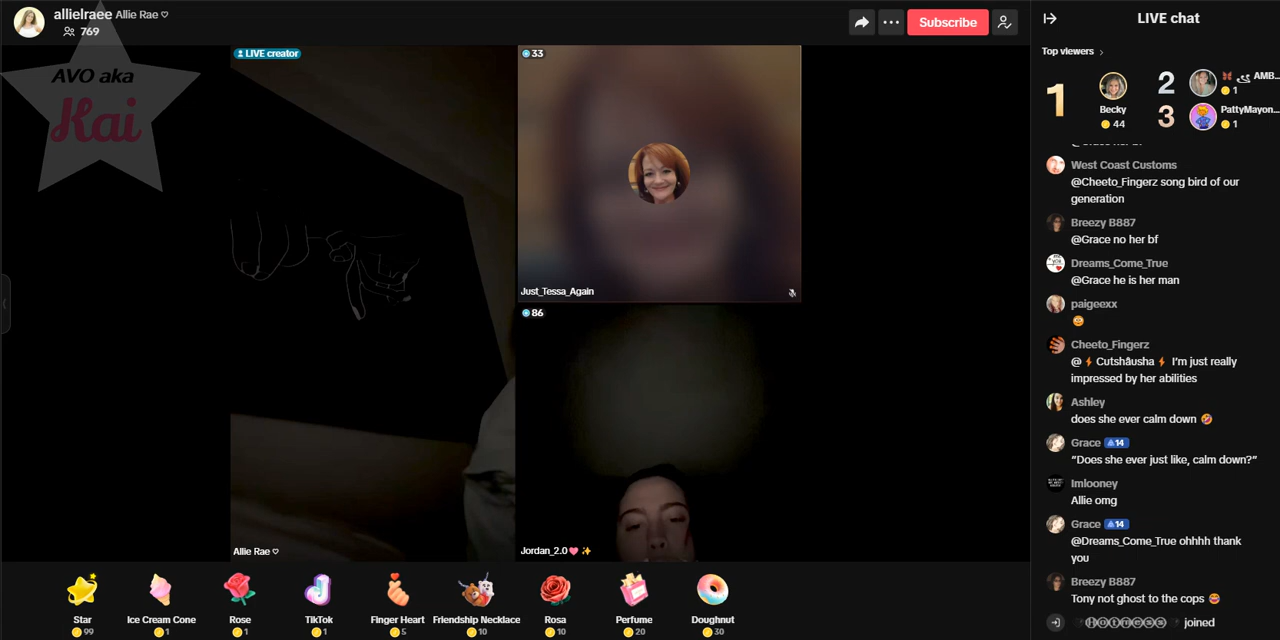 allielraee Allie Rae ♡
769
Subscribe
LIVE chat
AVO aka
Kai
LIVE creator
33
Just_Tessa_Again
86
Allie Rae ♡
Jordan_2.0 💗 ✨
Star
99
Ice Cream Cone
1
Rose
1
TikTok
1
Finger Heart
5
Friendship Necklace
10
Rosa
10
Perfume
20
Doughnut
30
Top viewers
1
Becky
44
2
AMB...
1
3
PattyMayon...
1
West Coast Customs
@Cheeto_Fingerz song bird of our
generation
Breezy B887
@Grace no her bf
Dreams_Come_True
@Grace he is her man
paigeexx
Cheeto_Fingerz
@⚡Cutshâusha⚡ I'm just really
impressed by her abilities
Ashley
does she ever calm down 🤣
Grace 14
“Does she ever just like, calm down?”
Imlooney
Allie omg
Grace 14
@Dreams_Come_True ohhhh thank
you
Breezy B887
Tony not ghost to the cops 😂
joined